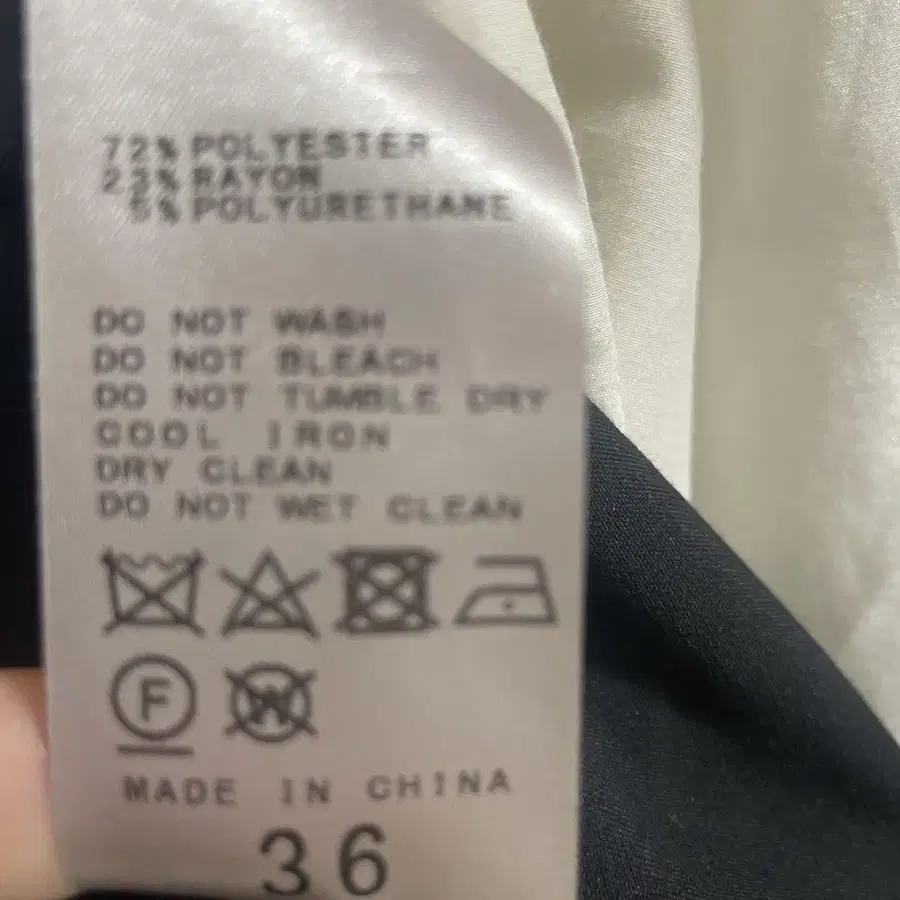 72% POLYESTER
23% RAYON
5% POLYURETHANE
DO NOT WASH
DO NOT BLEACH
DO NOT TUMBLE DRY
COOL IRON
DRY CLEAN
DO NOT WET CLEAN
F W
MADE IN CHINA
36